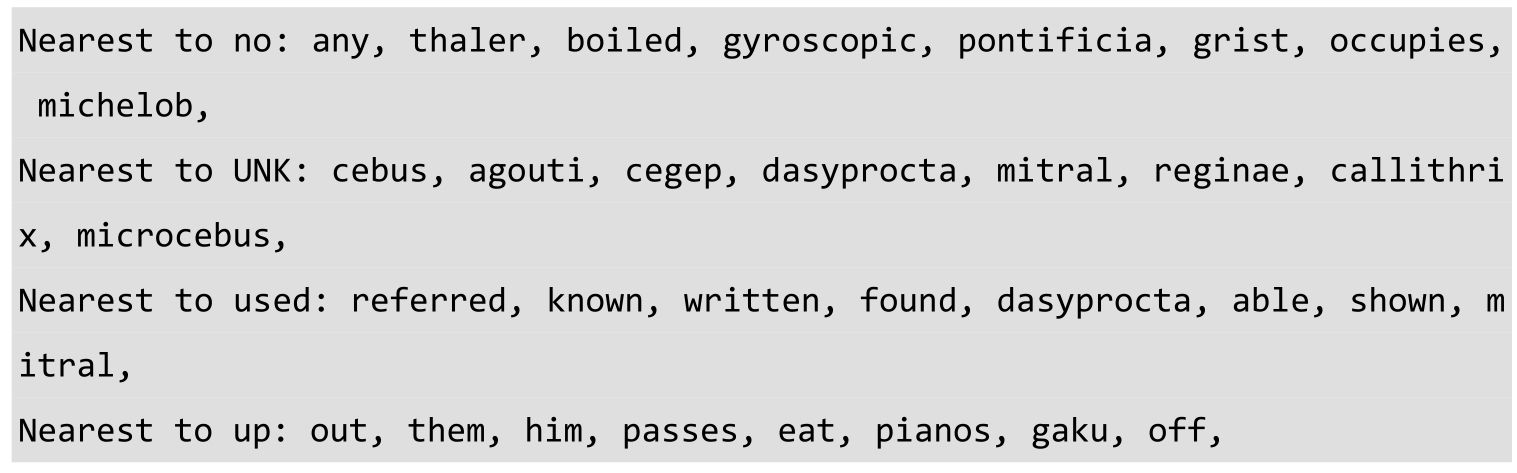 Nearest to no: any, thaler, boiled, gyroscopic, pontificia, grist, occupies,
michelob,
Nearest to UNK: cebus, agouti, cegep, dasyprocta, mitral, reginae, callithri
x, microcebus,
Nearest to used: referred, known, written, found, dasyprocta, able, shown, m
itral,
Nearest to up: out, them, him, passes, eat, pianos, gaku, off,